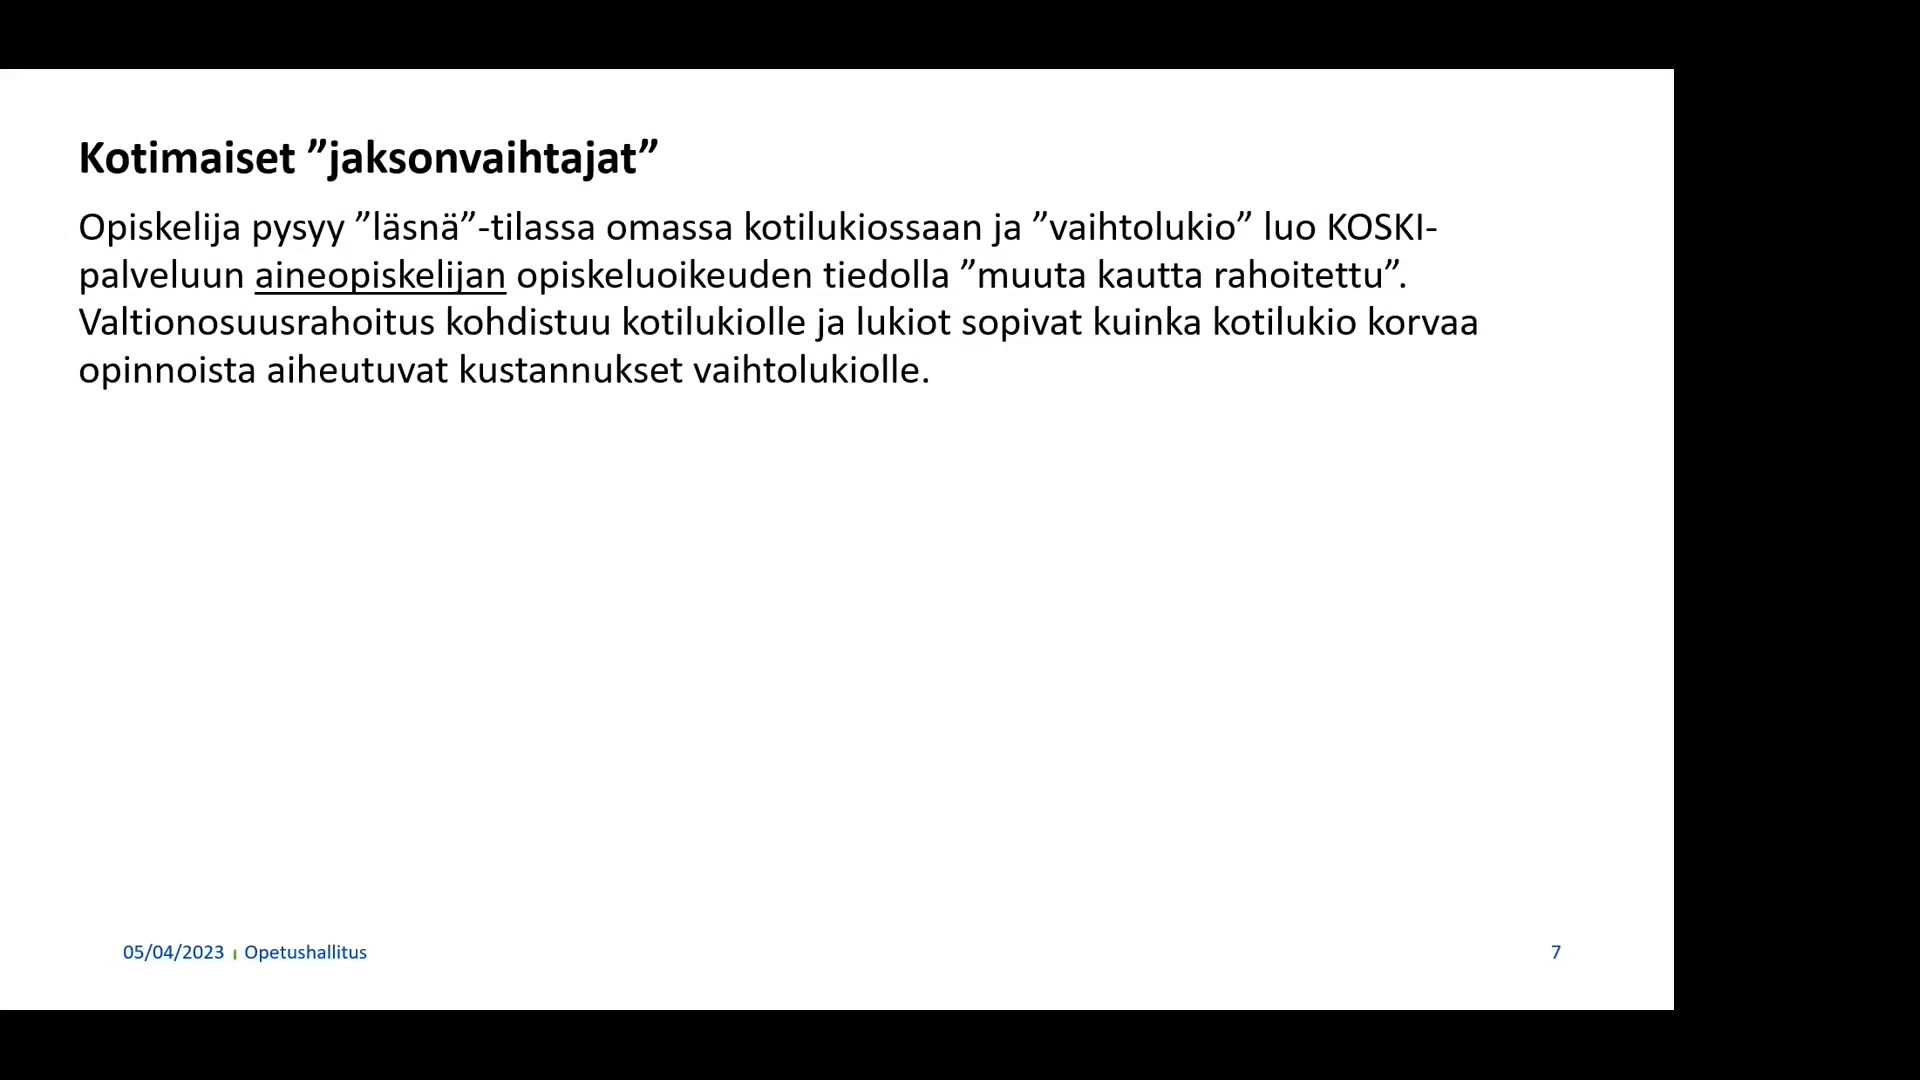 Kotimaiset ”jaksonvaihtajat”
Opiskelija pysyy ”läsnä”-tilassa omassa kotilukiossaan ja ”vaihtolukio” luo KOSKI-
palveluun aineopiskelijan opiskeluoikeuden tiedolla ”muuta kautta rahoitettu”.
Valtionosuusrahoitus kohdistuu kotilukiolle ja lukiot sopivat kuinka kotilukio korvaa
opinnoista aiheutuvat kustannukset vaihtolukiolle.
05/04/2023 Opetushallitus 7